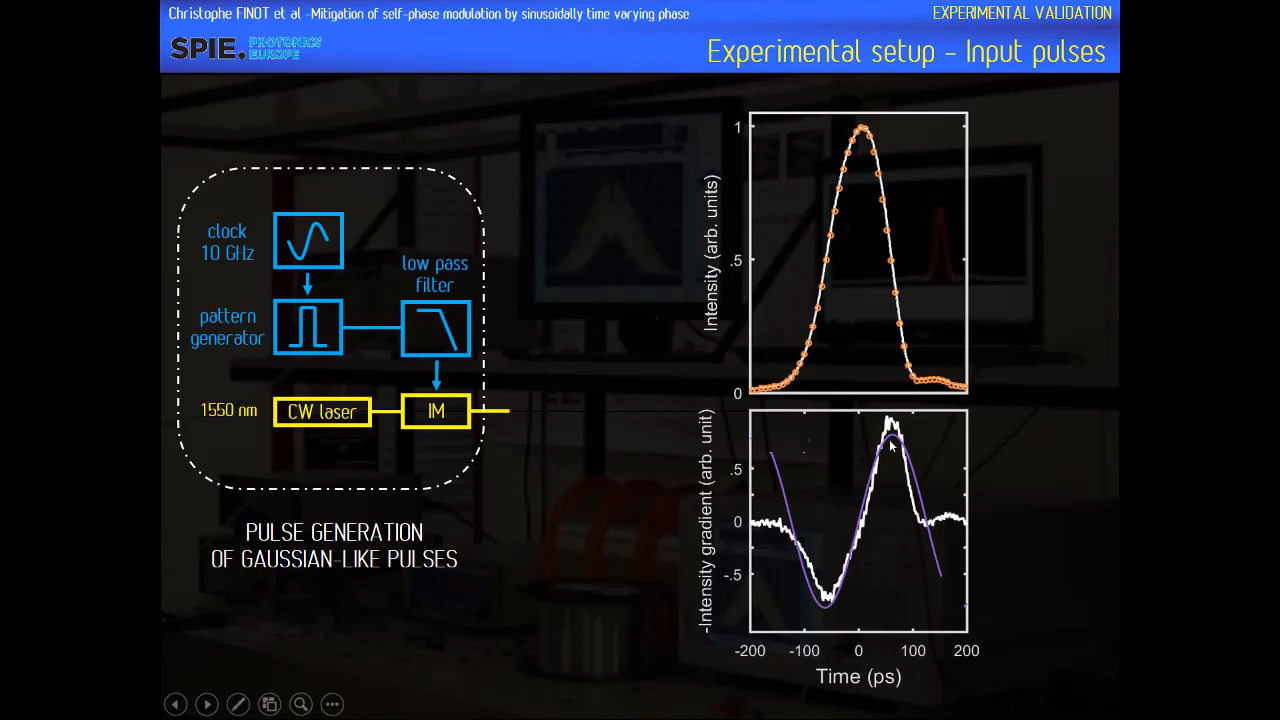 Christophe FINOT et al -Mitigation of self-phase modulation by sinusoidally time varying phase
EXPERIMENTAL VALIDATION
SPIE. PHOTONICS
EUROPE
Experimental setup - Input pulses
clock
10 GHz
low pass
filter
pattern
generator
1550 nm
CW laser
IM
PULSE GENERATION
OF GAUSSIAN-LIKE PULSES
Intensity (arb. units)
1
.5
0
-Intensity gradient (arb. unit)
.5
0
-.5
-200 -100 0 100 200
Time (ps)